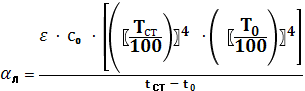 α_л = (ε · c₀ · [(〖T_СТ/100)〗⁴ · (〖T₀/100)〗⁴]) / (t_СТ − t₀)